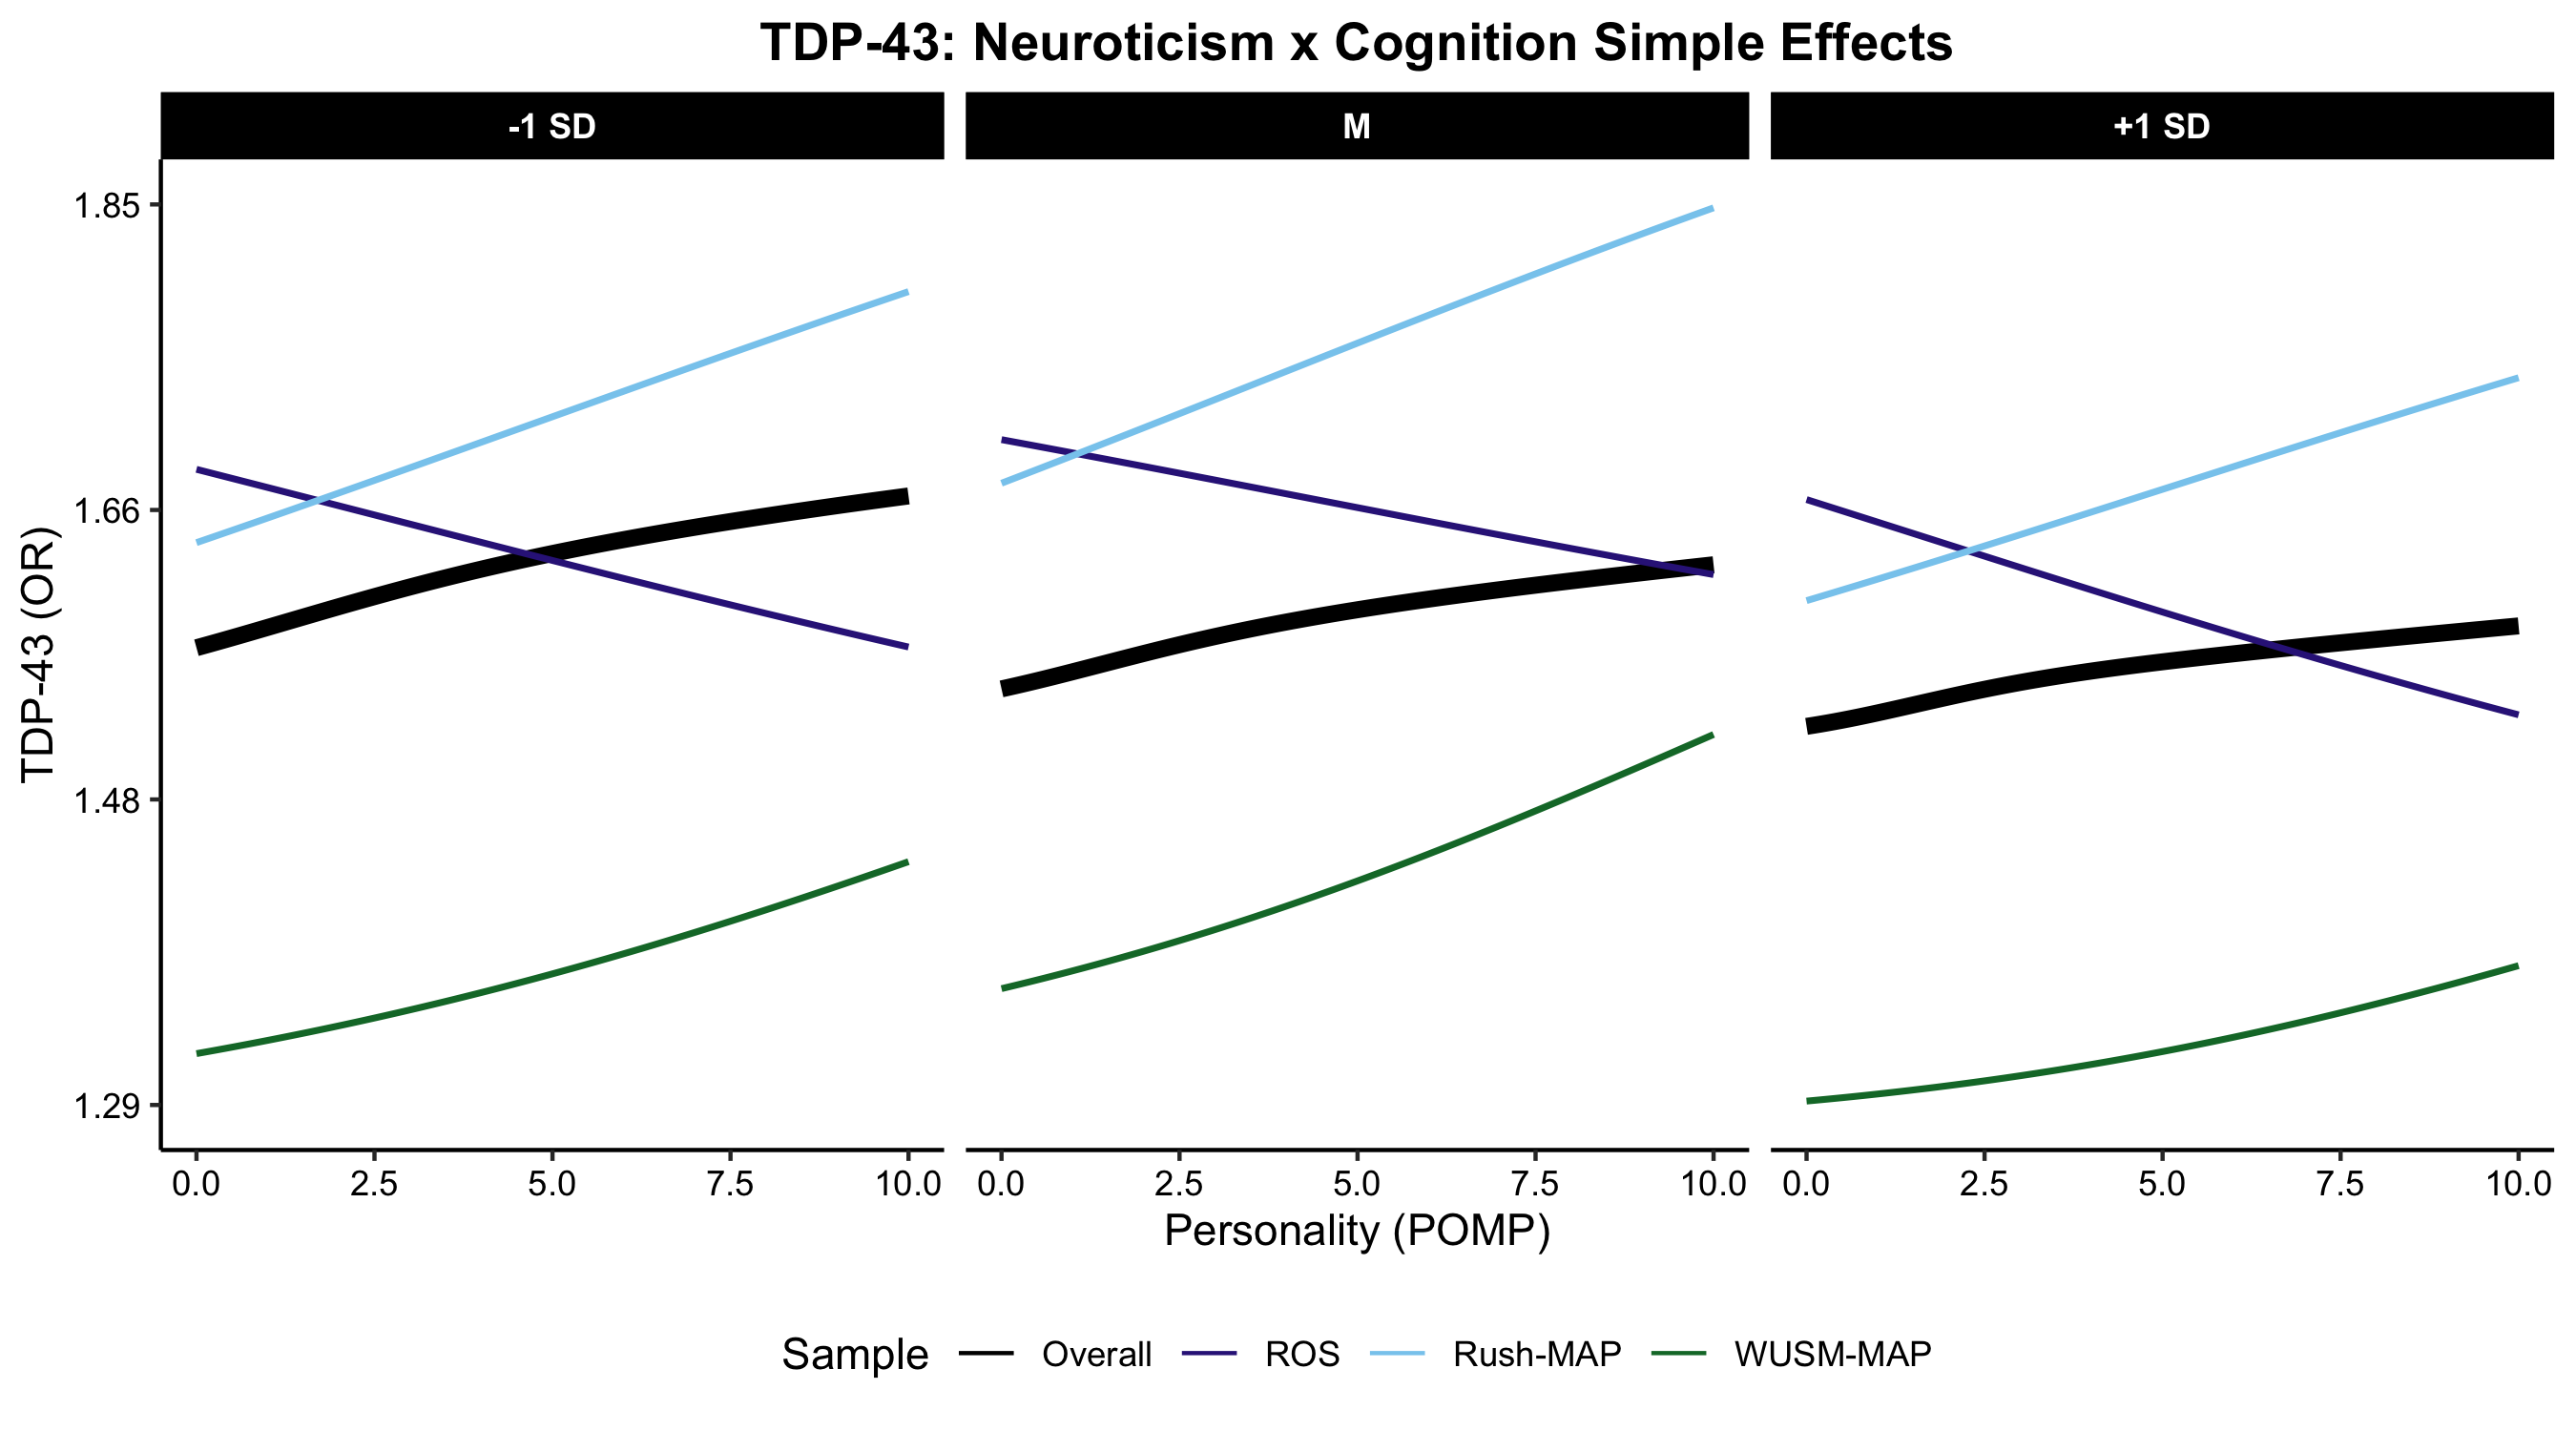 TDP-43: Neuroticism x Cognition Simple Effects
-1 SD
M
+1 SD
TDP-43 (OR)
1.85
1.66
1.48
1.29
0.0 2.5 5.0 7.5 10.0 0.0 2.5 5.0 7.5 10.0 0.0 2.5 5.0 7.5 10.0
Personality (POMP)
Sample Overall ROS Rush-MAP WUSM-MAP